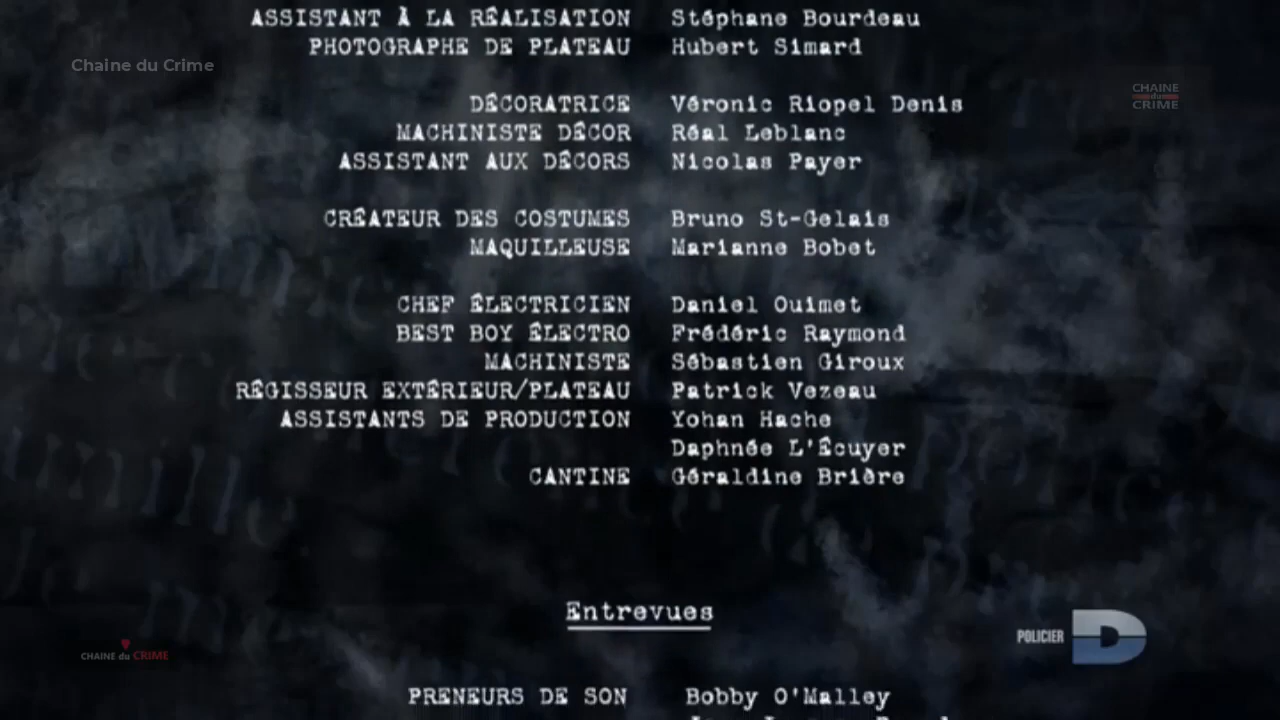 ASSISTANT À LA RÉALISATION Stéphane Bourdeau
PHOTOGRAPHE DE PLATEAU Hubert Simard
Chaine du Crime
CHAINE
du
CRIME
DÉCORATRICE Véronic Riopel Denis
MACHINISTE DÉCOR Réal Leblanc
ASSISTANT AUX DÉCORS Nicolas Payer
CRÉATEUR DES COSTUMES Bruno St-Gelais
MAQUILLEUSE Marianne Bobet
CHEF ÉLECTRICIEN Daniel Ouimet
BEST BOY ÉLECTRO Frédéric Raymond
MACHINISTE Sébastien Giroux
RÉGISSEUR EXTÉRIEUR/PLATEAU Patrick Vezeau
ASSISTANTS DE PRODUCTION Yohan Hache
Daphnée L'Écuyer
CANTINE Géraldine Brière
Entrevues
POLICIER D
CHAINE du CRIME
PRENEURS DE SON Bobby O'Malley